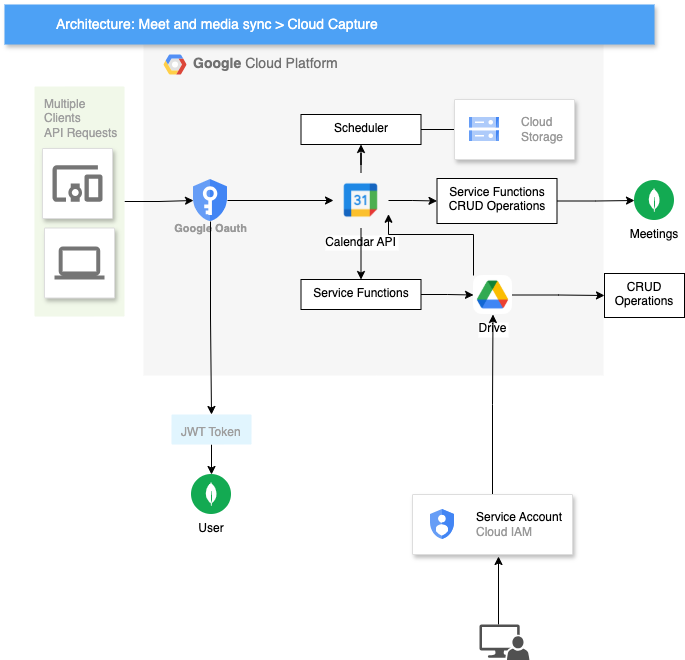 Architecture: Meet and media sync > Cloud Capture
Google Cloud Platform
Multiple
Clients
API Requests
Scheduler
Cloud
Storage
31
Service Functions
CRUD Operations
Google Oauth
Calendar API
Meetings
Service Functions
CRUD
Operations
Drive
JWT Token
User
Service Account
Cloud IAM